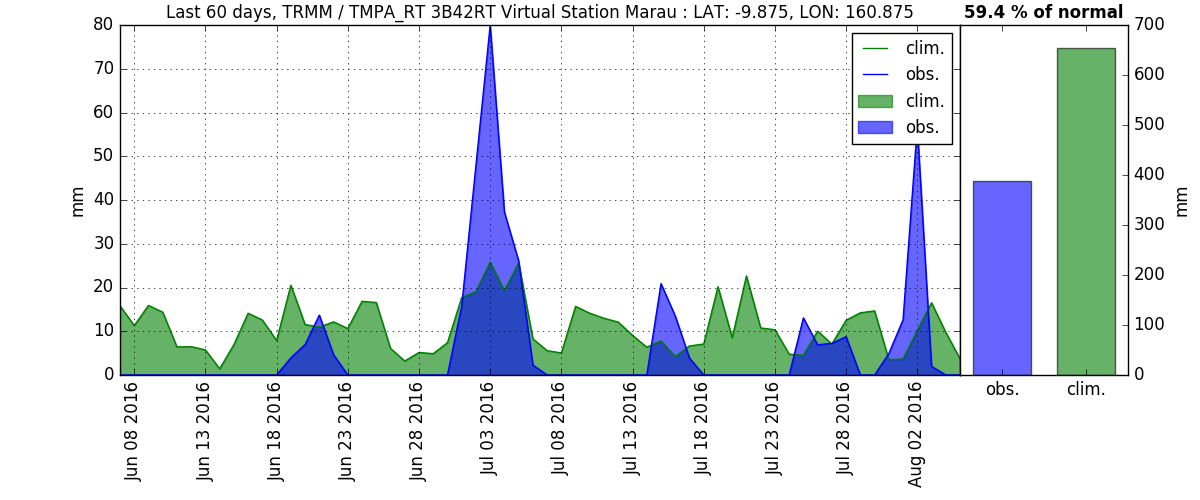 Last 60 days, TRMM / TMPA_RT 3B42RT Virtual Station Marau : LAT: -9.875, LON: 160.875
59.4 % of normal
80
70
60
50
40
30
20
10
0
mm
clim.
obs.
clim.
obs.
Jun 08 2016
Jun 13 2016
Jun 18 2016
Jun 23 2016
Jun 28 2016
Jul 03 2016
Jul 08 2016
Jul 13 2016
Jul 18 2016
Jul 23 2016
Jul 28 2016
Aug 02 2016
obs.
clim.
700
600
500
400
300
200
100
0
mm